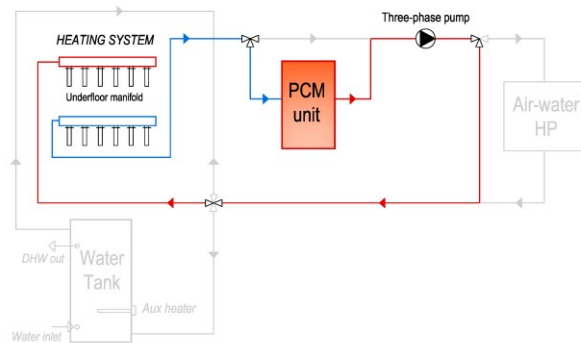 Three-phase pump
HEATING SYSTEM
Underfloor manifold
PCM
unit
Air-water
HP
Water
Tank
DHW out
Aux heater
Water inlet